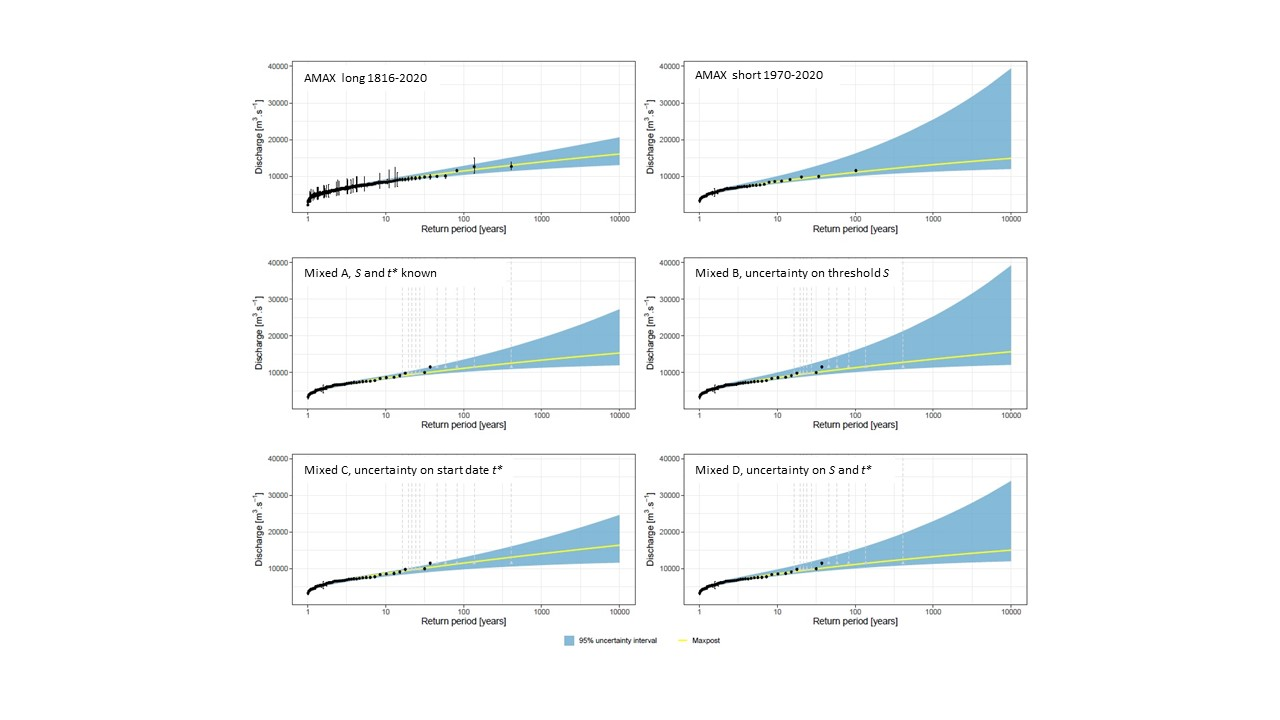 AMAX long 1816-2020
Discharge [m³.s⁻¹]
40000
30000
20000
10000
1 10 100 1000 10000
Return period [years]
AMAX short 1970-2020
Discharge [m³.s⁻¹]
40000
30000
20000
10000
1 10 100 1000 10000
Return period [years]
Mixed A, S and t* known
Discharge [m³.s⁻¹]
40000
30000
20000
10000
1 10 100 1000 10000
Return period [years]
Mixed B, uncertainty on threshold S
Discharge [m³.s⁻¹]
40000
30000
20000
10000
1 10 100 1000 10000
Return period [years]
Mixed C, uncertainty on start date t*
Discharge [m³.s⁻¹]
40000
30000
20000
10000
1 10 100 1000 10000
Return period [years]
Mixed D, uncertainty on S and t*
Discharge [m³.s⁻¹]
40000
30000
20000
10000
1 10 100 1000 10000
Return period [years]
95% uncertainty interval
Maxpost